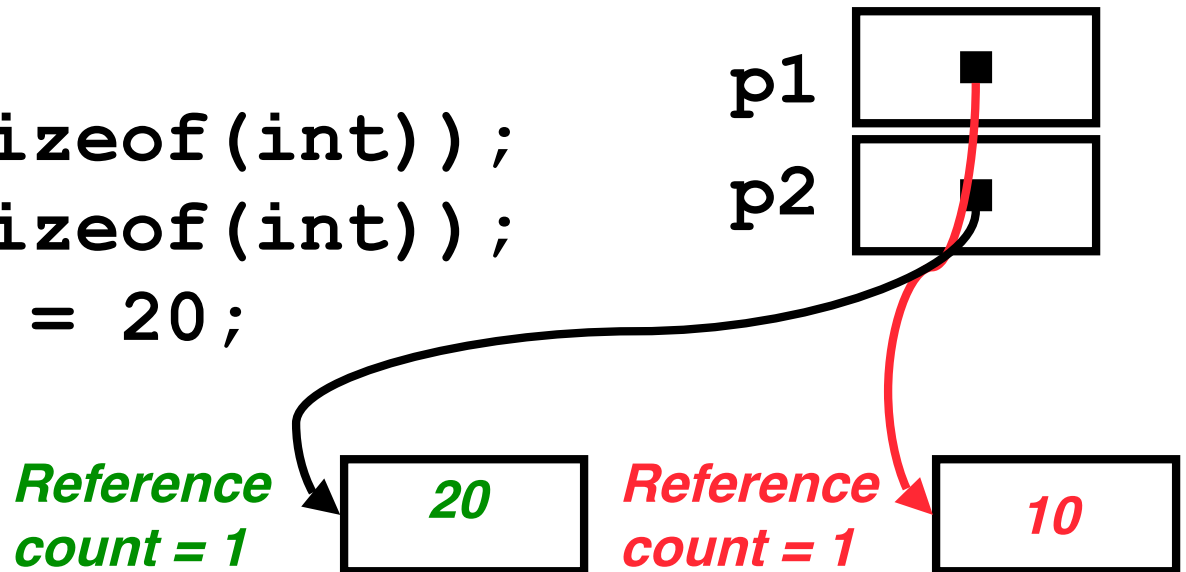 p1
izeof(int));
p2
izeof(int));
= 20;
Reference
count = 1
20
Reference
count = 1
10